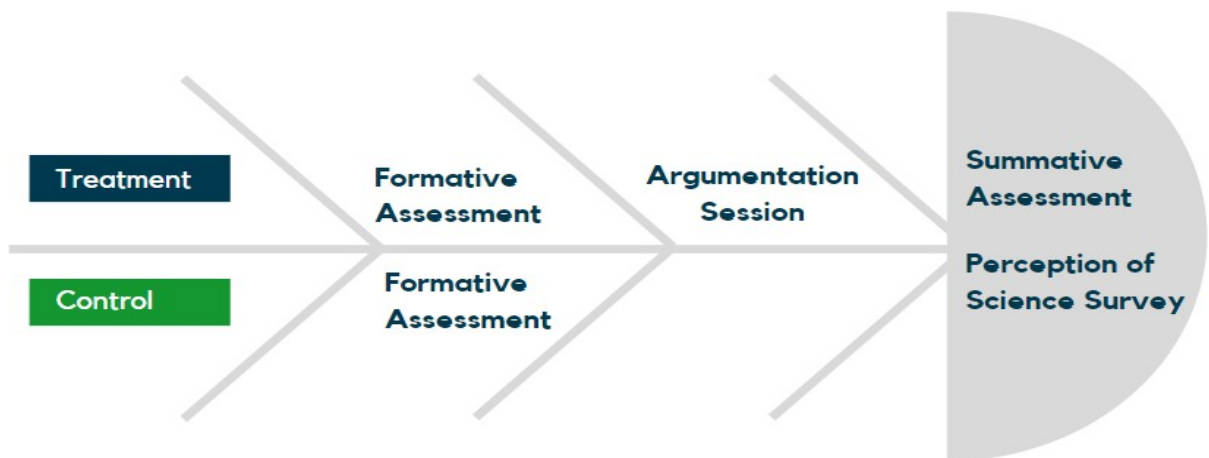 Treatment
Formative
Assessment
Argumentation
Session
Summative
Assessment
Control
Formative
Assessment
Perception of
Science Survey